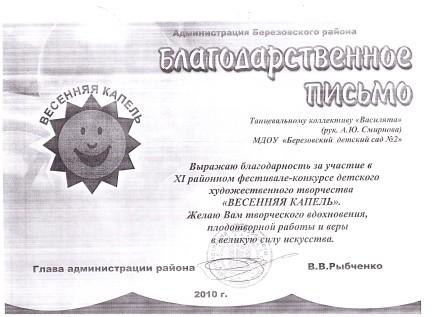 Администрация Березовского района
БЛАГОДАРСТВЕННОЕ
ПИСЬМО
ВЕСЕННЯЯ КАПЕЛЬ
Танцевальному коллективу «Василята»
(рук. А.Ю. Смирнова)
МДОУ «Березовский детский сад №2»
Выражаю благодарность за участие в
XI районном фестивале-конкурсе детского
художественного творчества
«ВЕСЕННЯЯ КАПЕЛЬ».
Желаю Вам творческого вдохновения,
плодотворной работы и веры
в великую силу искусства.
Глава администрации района В.В.Рыбченко
2010 г.